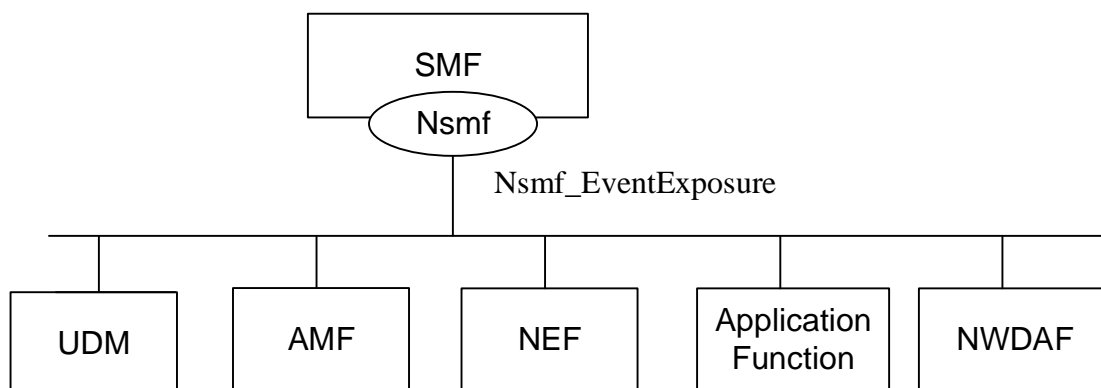 SMF
Nsmf
Nsmf_EventExposure
UDM
AMF
NEF
Application
Function
NWDAF